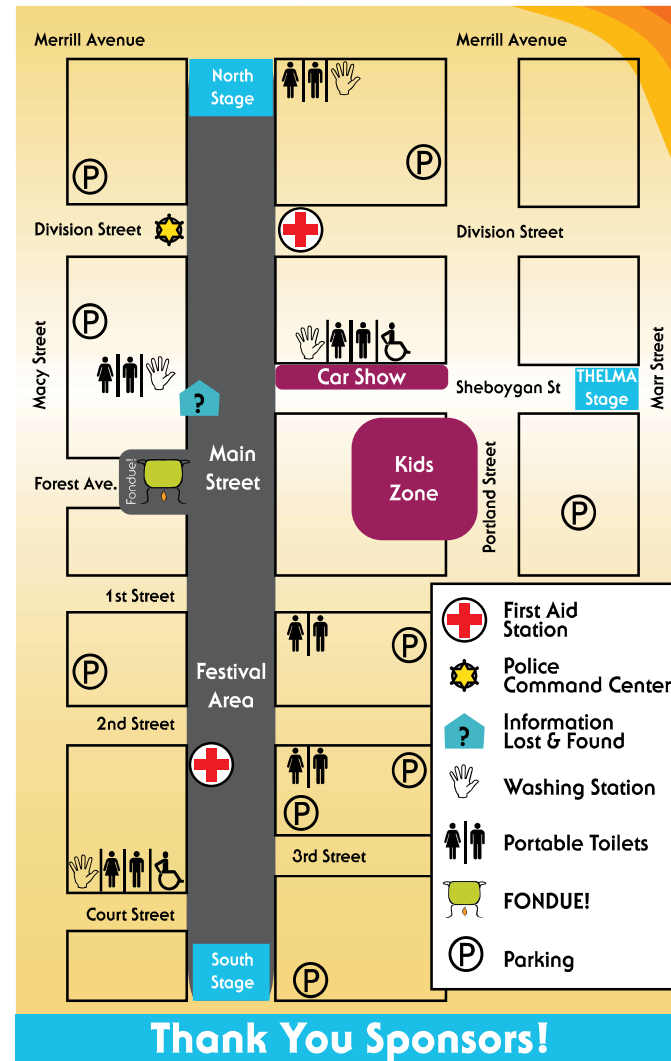 Merrill Avenue
Merrill Avenue
North
Stage
P
P
Division Street
Division Street
P
Macy Street
Marr Street
Car Show
Sheboygan St
THELMA
Stage
?
Main
Street
Forest Ave.
Fondue!
Kids
Zone
Portland Street
P
1st Street
P
P
Festival
Area
2nd Street
P
P
3rd Street
Court Street
South
Stage
P
First Aid
Station
Police
Command Center
?
Information
Lost & Found
Washing Station
Portable Toilets
FONDUE!
P
Parking
Thank You Sponsors!